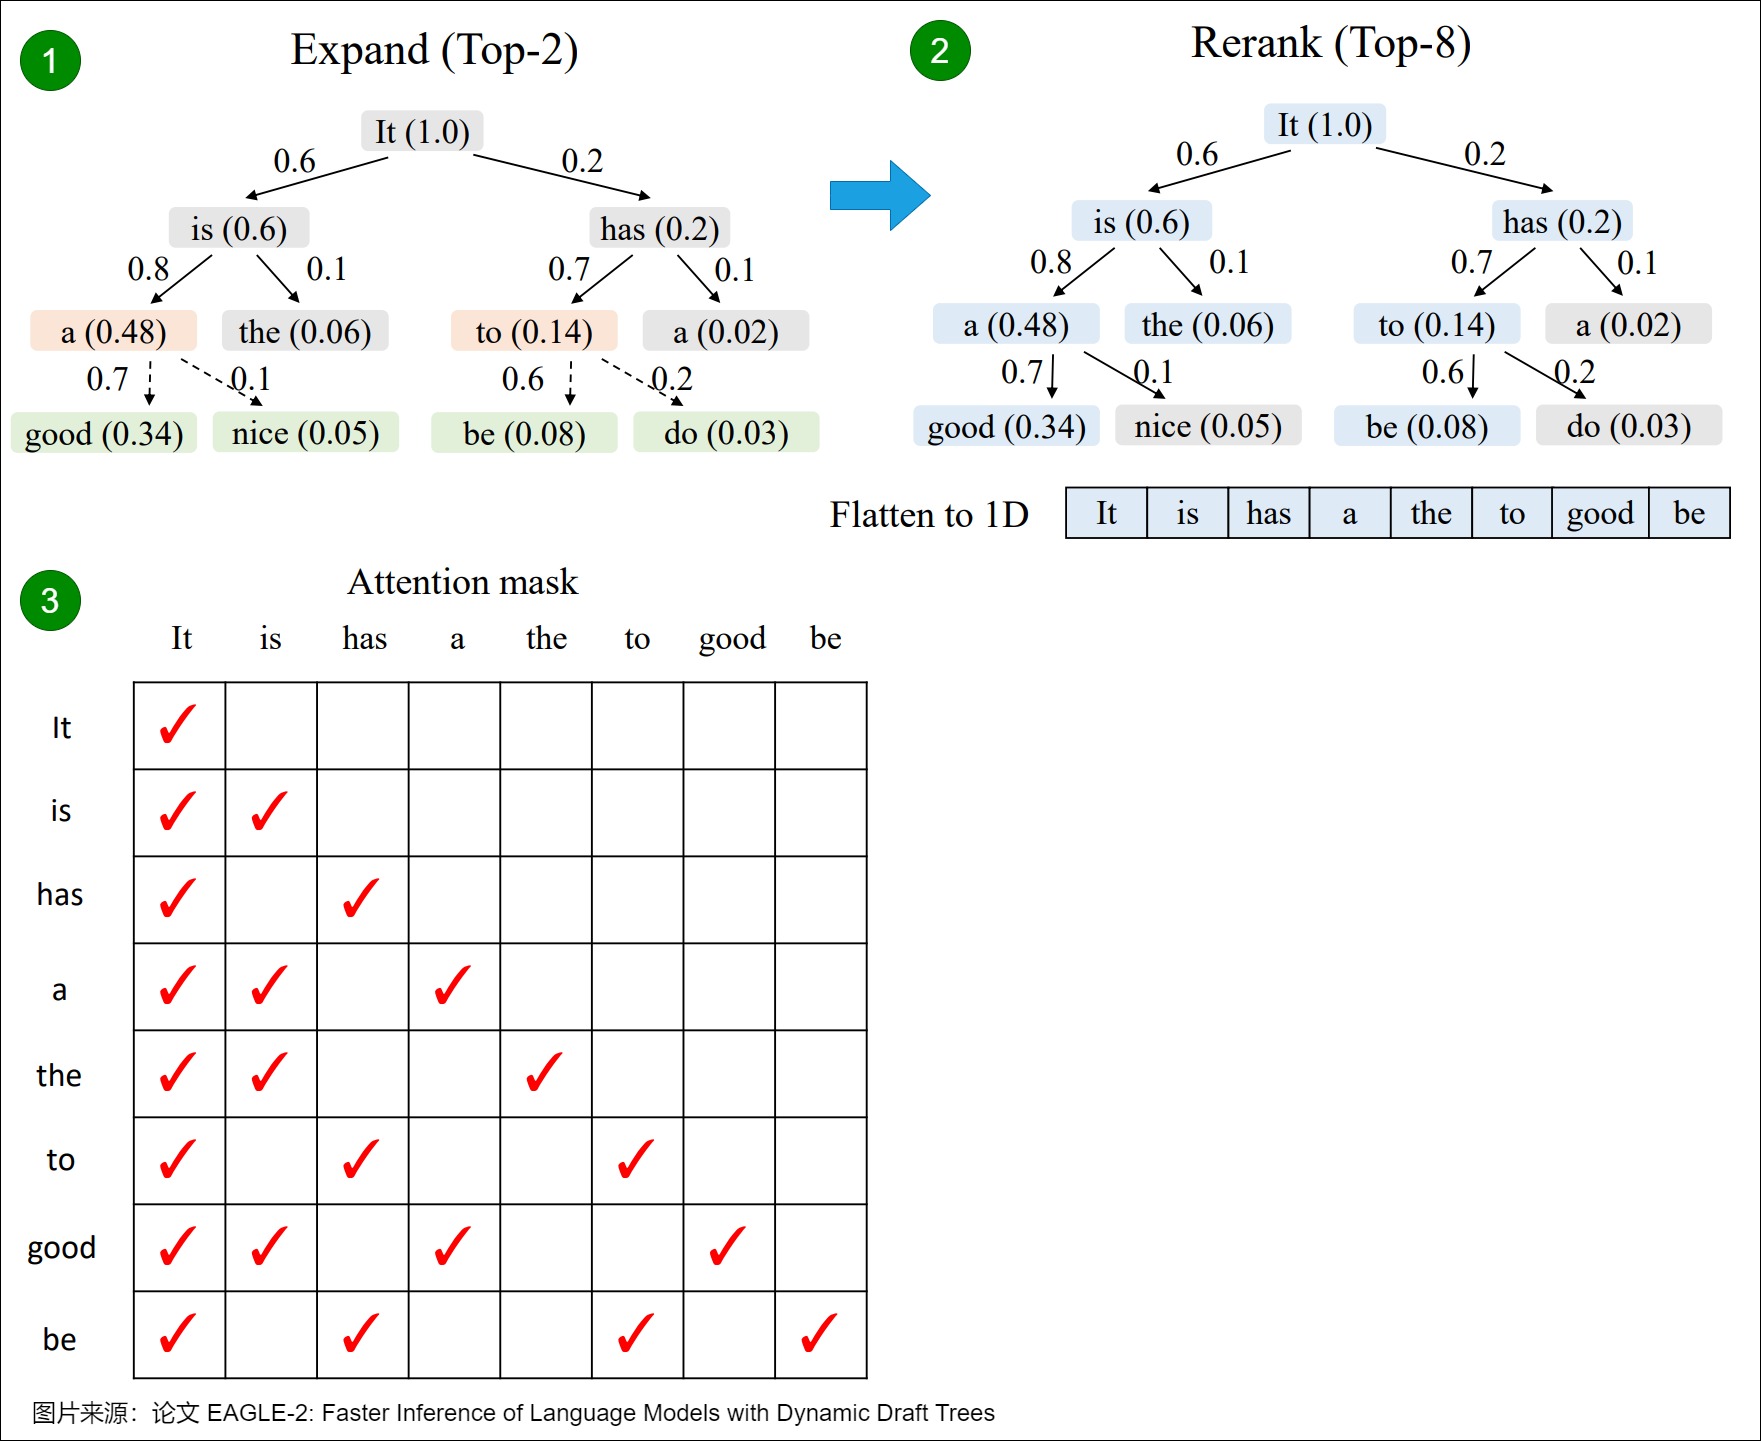 1
Expand (Top-2)
It (1.0)
0.6
0.2
is (0.6)
has (0.2)
0.8
0.1
0.7
0.1
a (0.48)
the (0.06)
to (0.14)
a (0.02)
0.7
0.1
0.6
0.2
good (0.34)
nice (0.05)
be (0.08)
do (0.03)
2
Rerank (Top-8)
It (1.0)
0.6
0.2
is (0.6)
has (0.2)
0.8
0.1
0.7
0.1
a (0.48)
the (0.06)
to (0.14)
a (0.02)
0.7
0.1
0.6
0.2
good (0.34)
nice (0.05)
be (0.08)
do (0.03)
Flatten to 1D
It is has a the to good be
3
Attention mask
It is has a the to good be
It
is
has
a
the
to
good
be
图片来源：论文 EAGLE-2: Faster Inference of Language Models with Dynamic Draft Trees